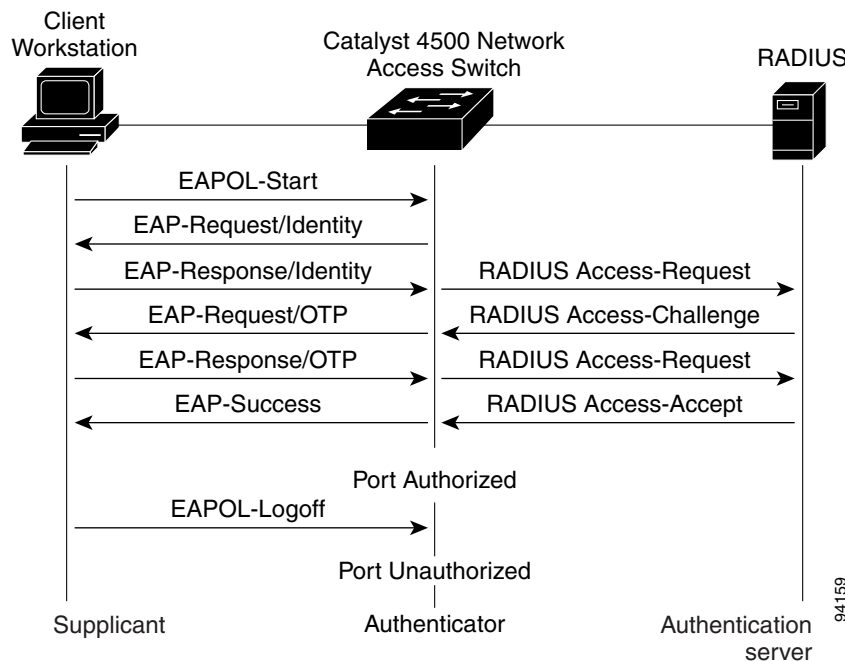 Client
Workstation
Catalyst 4500 Network
Access Switch
RADIUS
EAPOL-Start
EAP-Request/Identity
EAP-Response/Identity
RADIUS Access-Request
EAP-Request/OTP
RADIUS Access-Challenge
EAP-Response/OTP
RADIUS Access-Request
EAP-Success
RADIUS Access-Accept
Port Authorized
EAPOL-Logoff
Port Unauthorized
Supplicant
Authenticator
Authentication
server
94159